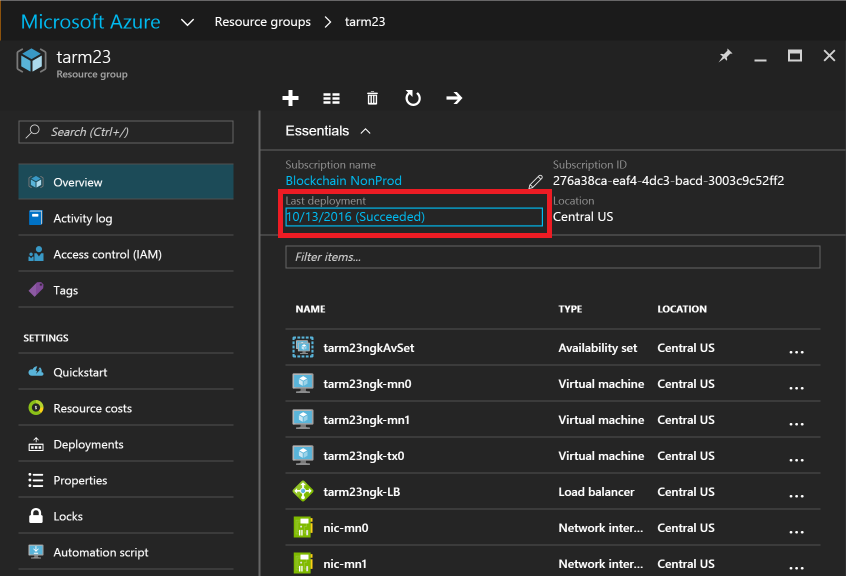 Microsoft Azure Resource groups tarm23
tarm23
Resource group
Search (Ctrl+/)
Overview
Activity log
Access control (IAM)
Tags
SETTINGS
Quickstart
Resource costs
Deployments
Properties
Locks
Automation script
Essentials
Subscription name
Blockchain NonProd
Subscription ID
276a38ca-eaf4-4dc3-bacd-3003c9c52ff2
Last deployment
10/13/2016 (Succeeded)
Location
Central US
Filter items...
NAME TYPE LOCATION
tarm23ngkAvSet Availability set Central US ...
tarm23ngk-mn0 Virtual machine Central US ...
tarm23ngk-mn1 Virtual machine Central US ...
tarm23ngk-tx0 Virtual machine Central US ...
tarm23ngk-LB Load balancer Central US ...
nic-mn0 Network inter... Central US ...
nic-mn1 Network inter... Central US ...